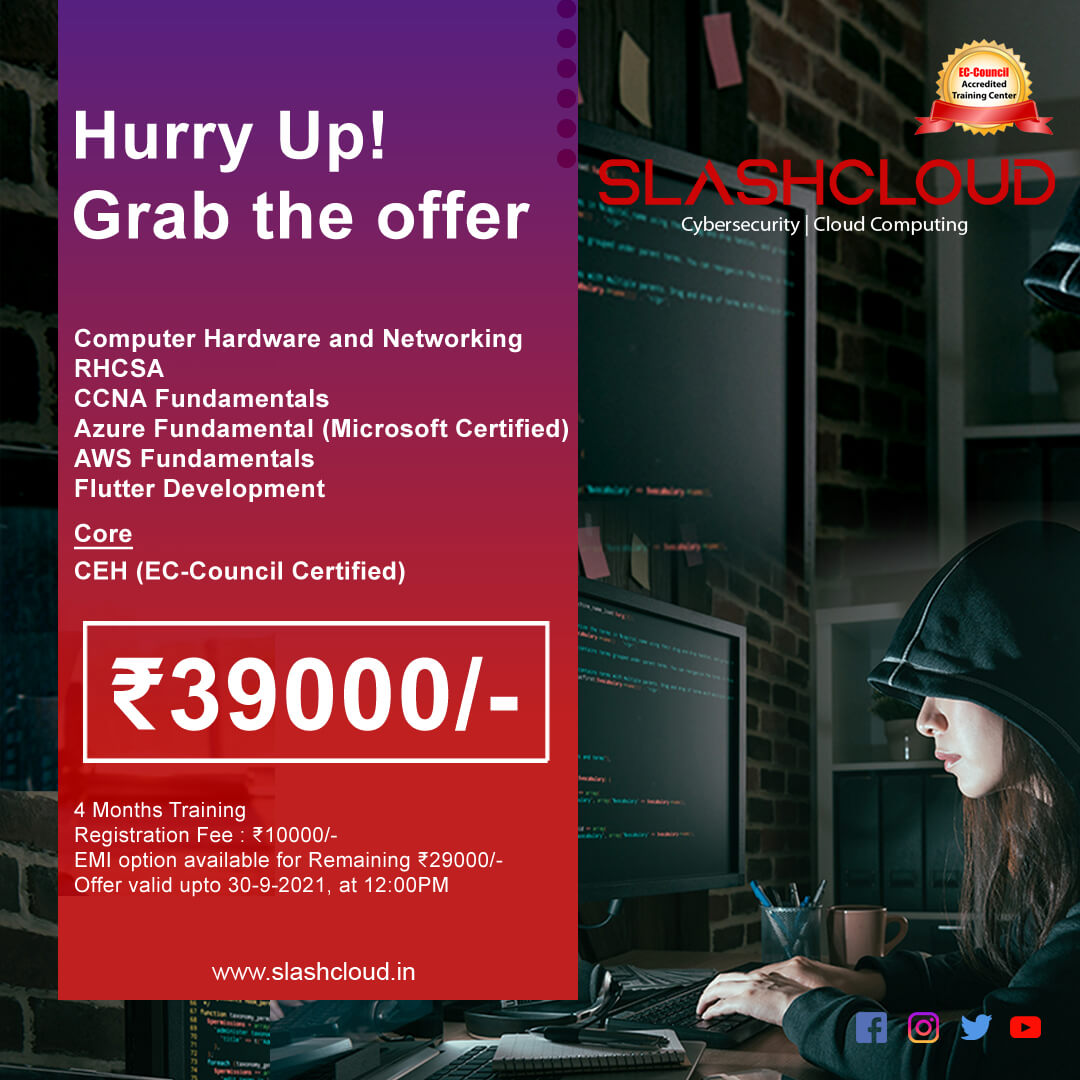 Hurry Up!
Grab the offer
Computer Hardware and Networking
RHCSA
CCNA Fundamentals
Azure Fundamental (Microsoft Certified)
AWS Fundamentals
Flutter Development
Core
CEH (EC-Council Certified)
₹39000/-
4 Months Training
Registration Fee : ₹10000/-
EMI option available for Remaining ₹29000/-
Offer valid upto 30-9-2021, at 12:00PM
www.slashcloud.in
EC-Council
Accredited
Training Center
SLASHCLOUD
Cybersecurity | Cloud Computing